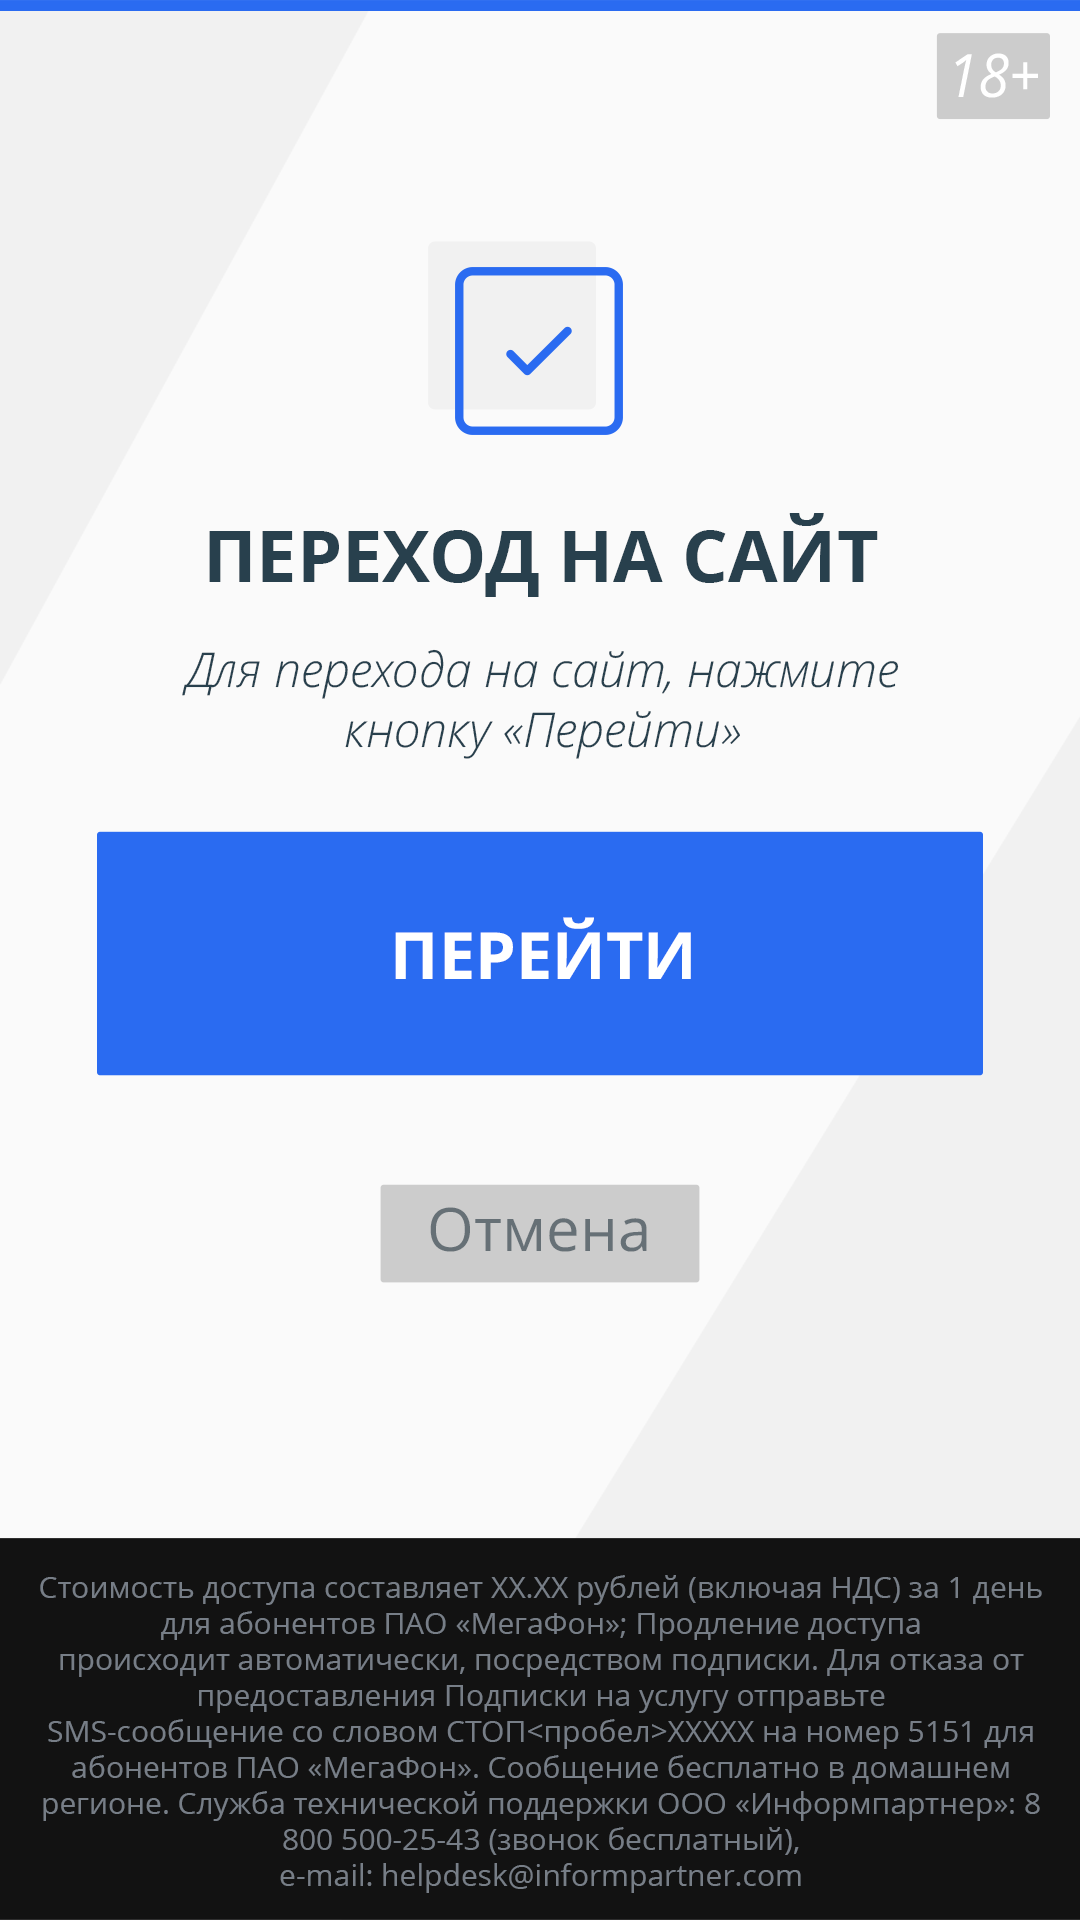 18+
ПЕРЕХОД НА САЙТ
Для перехода на сайт, нажмите
кнопку «Перейти»
ПЕРЕЙТИ
Отмена
Стоимость доступа составляет XX.XX рублей (включая НДС) за 1 день
для абонентов ПАО «МегаФон»; Продление доступа
происходит автоматически, посредством подписки. Для отказа от
предоставления Подписки на услугу отправьте
SMS-сообщение со словом СТОП<пробел>XXXXX на номер 5151 для
абонентов ПАО «МегаФон». Сообщение бесплатно в домашнем
регионе. Служба технической поддержки ООО «Информпартнер»: 8
800 500-25-43 (звонок бесплатный),
e-mail: helpdesk@informpartner.com